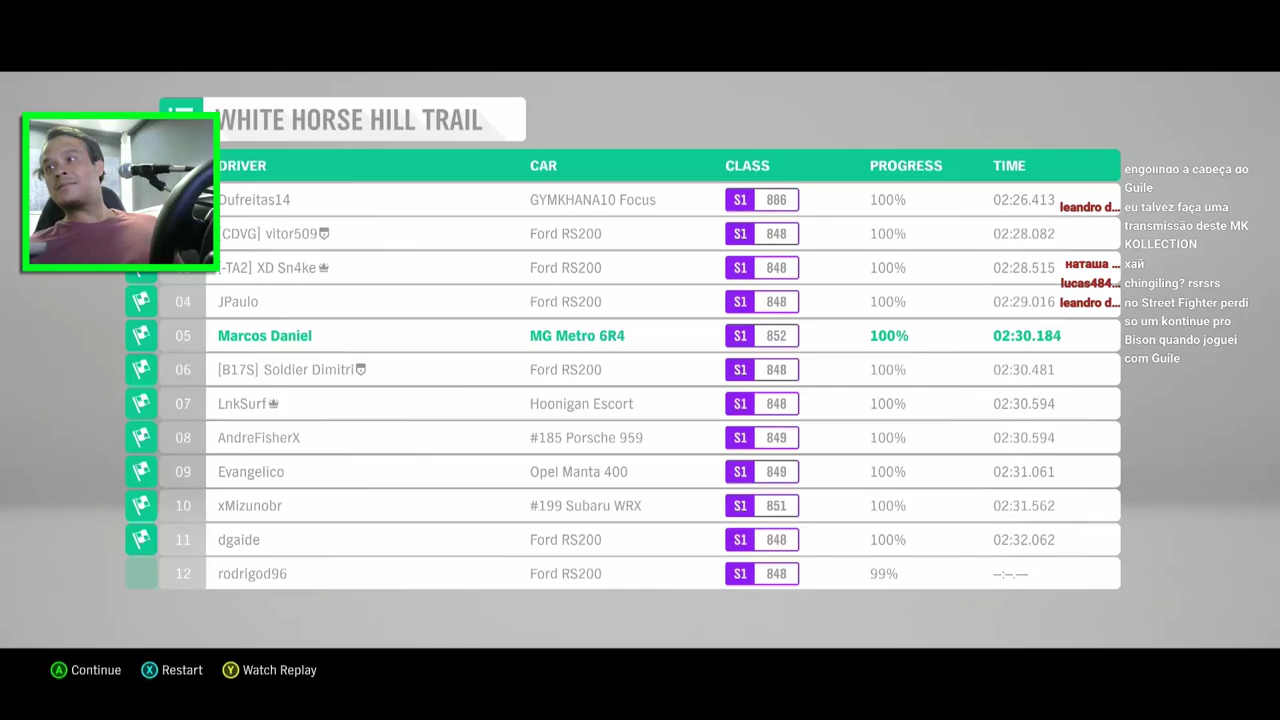 WHITE HORSE HILL TRAIL
DRIVER CAR CLASS PROGRESS TIME
Dufreitas14 GYMKHANA10 Focus S1 886 100% 02:26.413
[CDVG] vitor509 Ford RS200 S1 848 100% 02:28.082
[-TA2] XD Sn4ke Ford RS200 S1 848 100% 02:28.515
04 JPaulo Ford RS200 S1 848 100% 02:29.016
05 Marcos Daniel MG Metro 6R4 S1 852 100% 02:30.184
06 [B17S] Soldier Dimitri Ford RS200 S1 848 100% 02:30.481
07 LnkSurf Hoonigan Escort S1 848 100% 02:30.594
08 AndreFisherX #185 Porsche 959 S1 849 100% 02:30.594
09 Evangelico Opel Manta 400 S1 849 100% 02:31.061
10 xMizunobr #199 Subaru WRX S1 851 100% 02:31.562
11 dgaide Ford RS200 S1 848 100% 02:32.062
12 rodrigod96 Ford RS200 S1 848 99% --:--.---
engolindo a cabeça do
Guile
leandro d... eu talvez faça uma
transmissão deste MK
KOLLECTION
наташа ... хай
lucas484... chingiling? rsrsrs
leandro d... no Street Fighter perdi
so um kontinue pro
Bison quando joguei
com Guile
A Continue X Restart Y Watch Replay